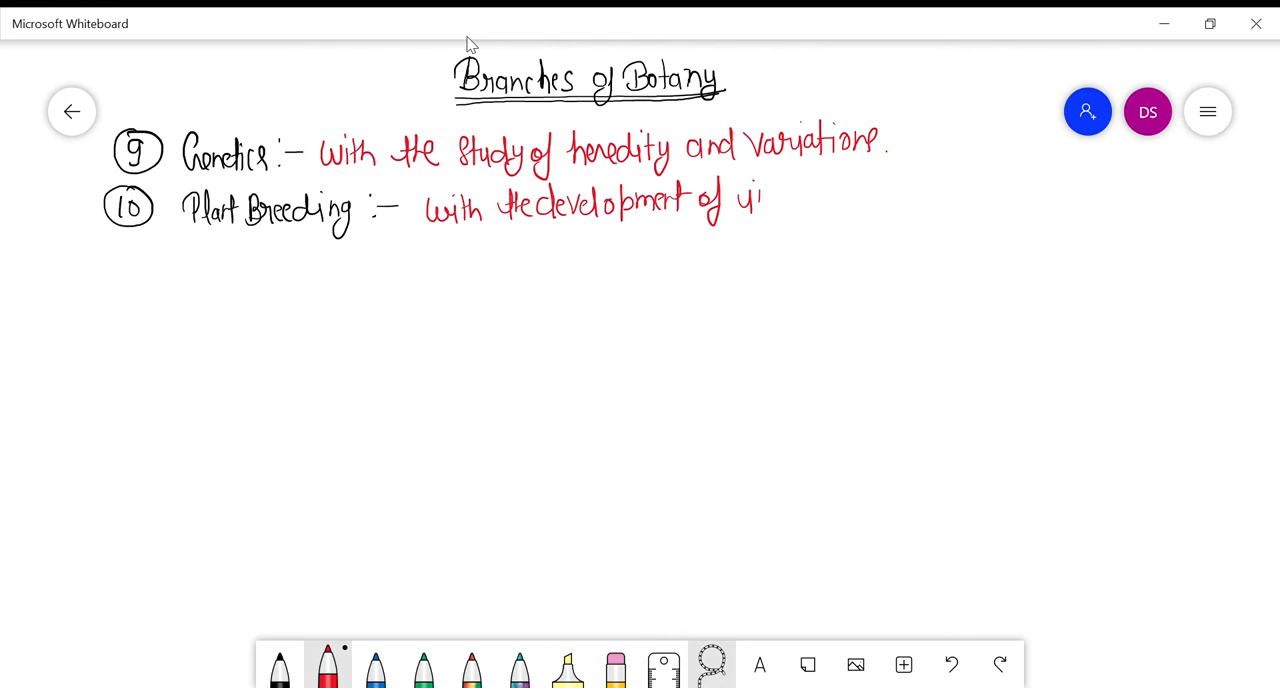 Microsoft Whiteboard
Branches of Botany
DS
9 Genetics :- With the study of heredity and variations.
10 Plant Breeding :- with the development of
A